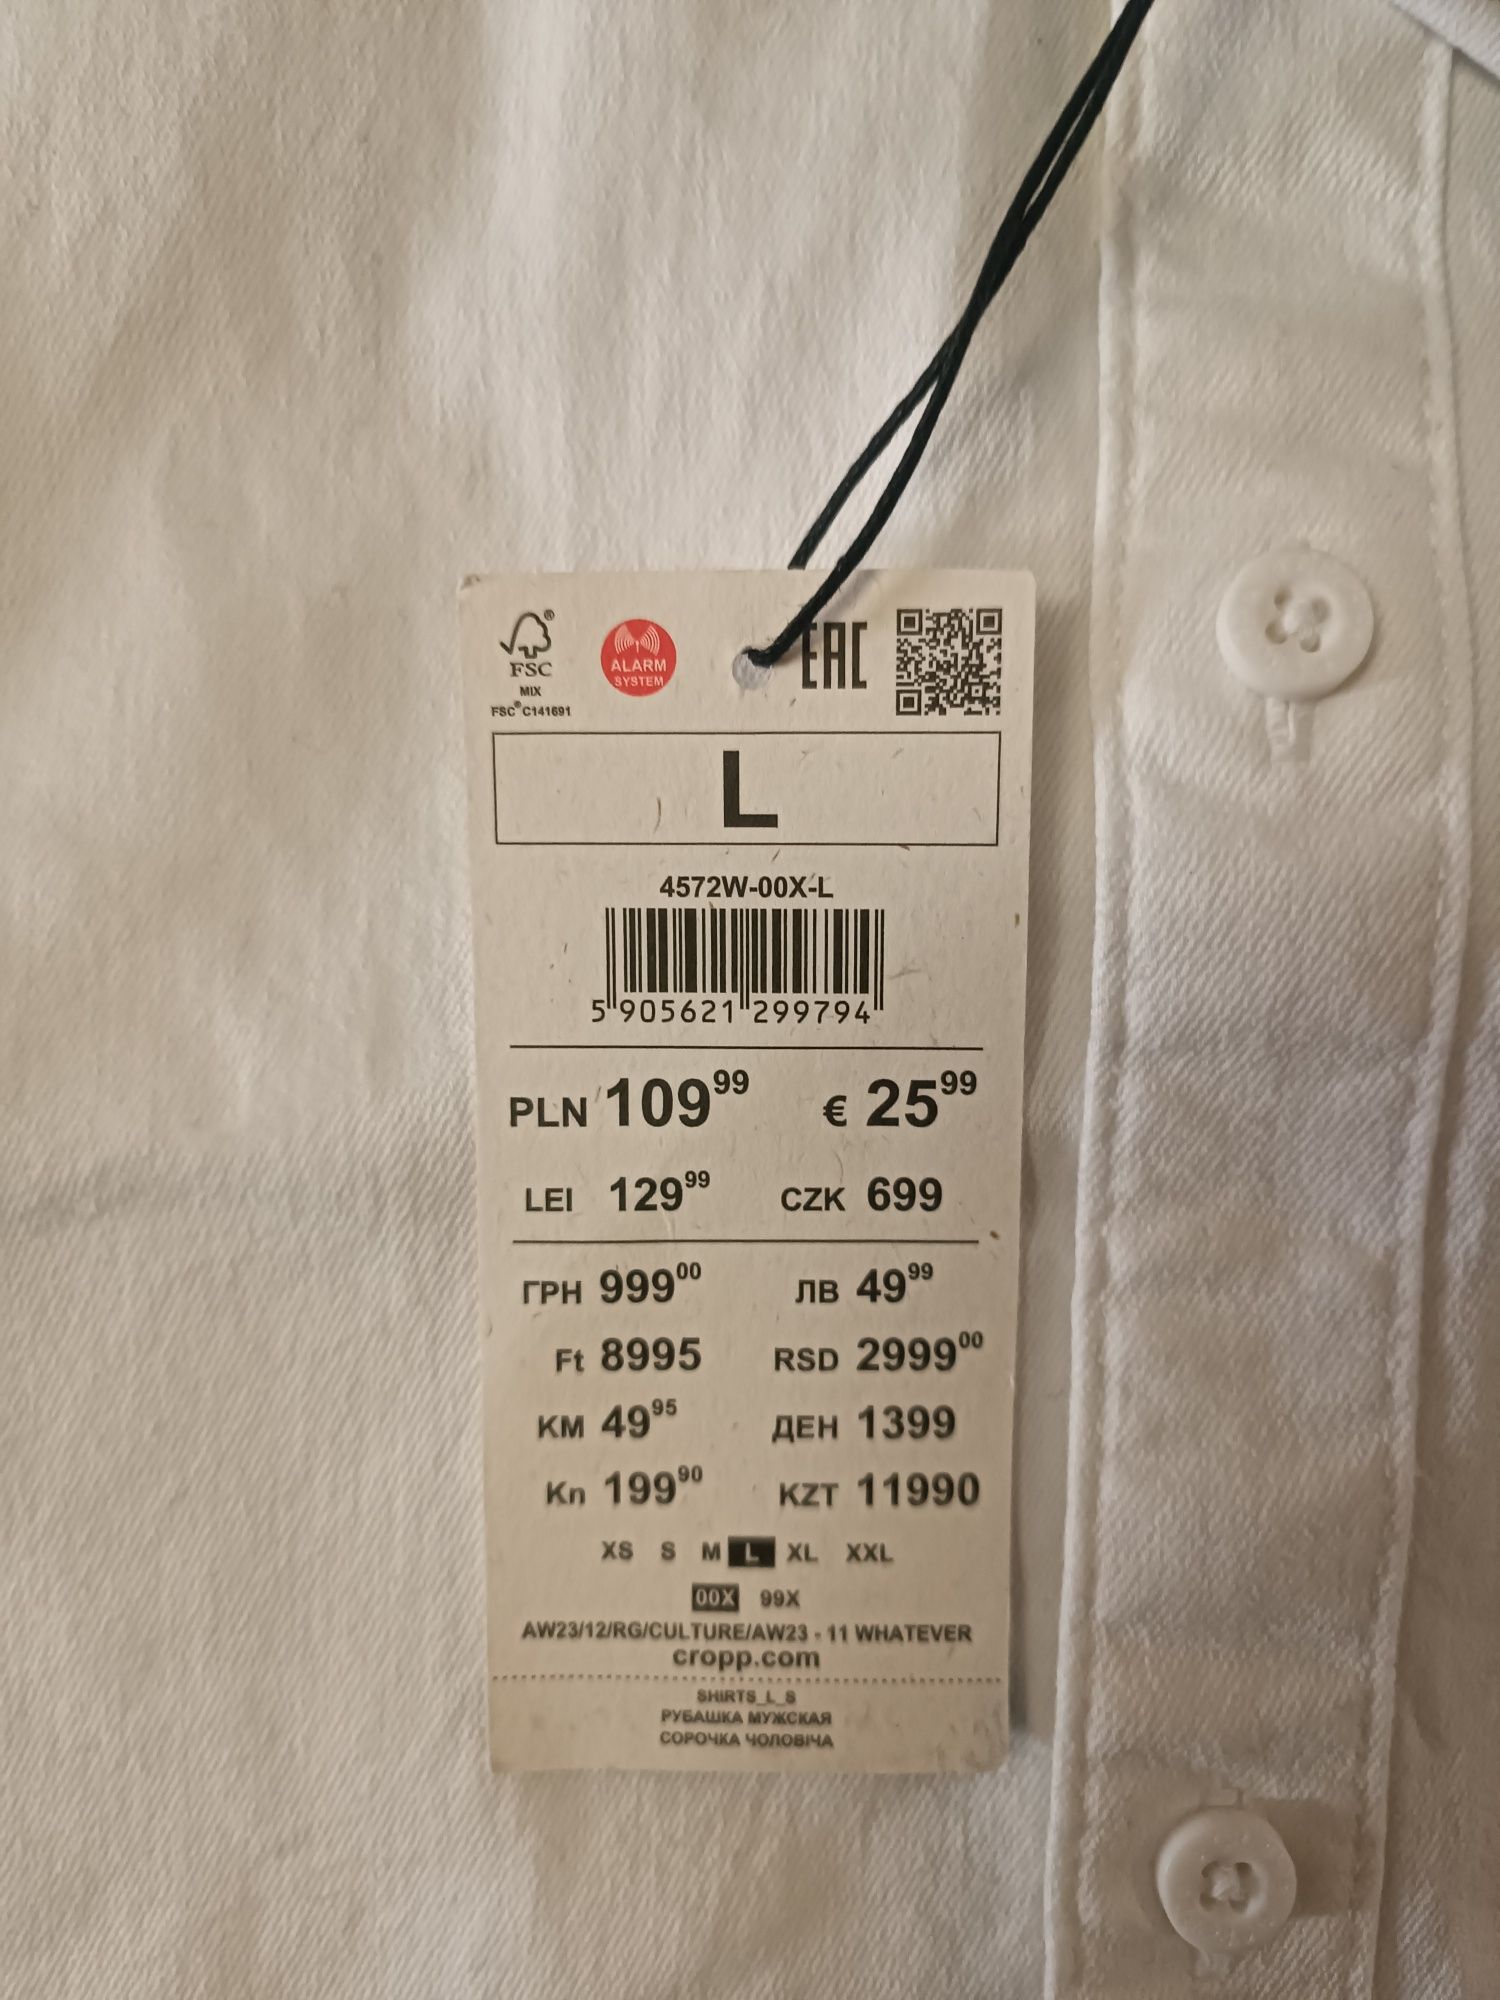 FSC®
MIX
FSC® C141691
ALARM
SYSTEM
EAC
L
4572W-00X-L
5 905621 299794
PLN 109⁹⁹ € 25⁹⁹
LEI 129⁹⁹ CZK 699
ГРН 999⁰⁰ ЛВ 49⁹⁹
Ft 8995 RSD 2999⁰⁰
KM 49⁹⁵ ДЕН 1399
Kn 199⁹⁰ KZT 11990
XS S M L XL XXL
00X 99X
AW23/12/RG/CULTURE/AW23 - 11 WHATEVER
cropp.com
SHIRTS_L_S
РУБАШКА МУЖСКАЯ
СОРОЧКА ЧОЛОВІЧА